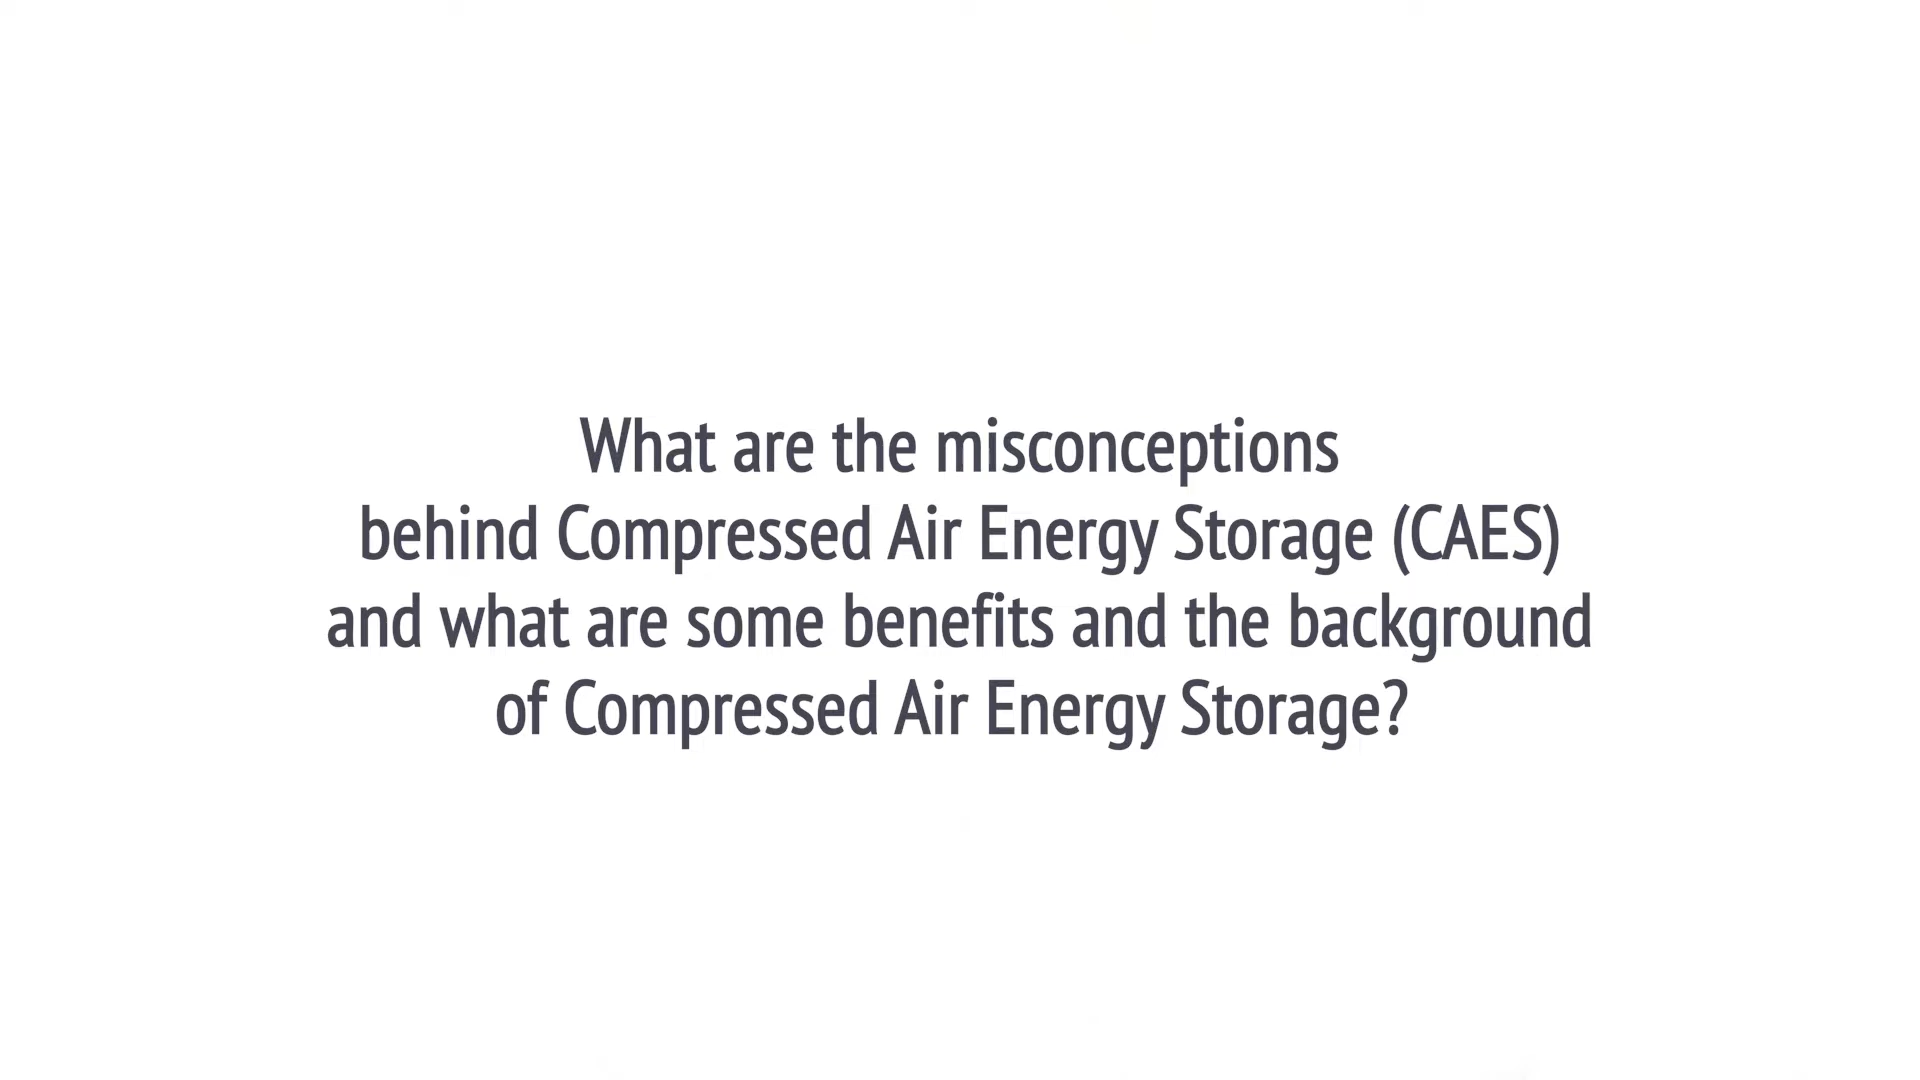 What are the misconceptions
behind Compressed Air Energy Storage (CAES)
and what are some benefits and the background
of Compressed Air Energy Storage?